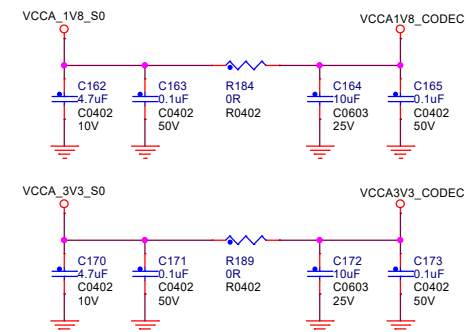 VCCA_1V8_S0
VCCA1V8_CODEC
C162 C163 R184 C164 C165
4.7uF 0.1uF 0R 10uF 0.1uF
C0402 C0402 R0402 C0603 C0402
10V 50V 25V 50V
VCCA_3V3_S0
VCCA3V3_CODEC
C170 C171 R189 C172 C173
4.7uF 0.1uF 0R 10uF 0.1uF
C0402 C0402 R0402 C0603 C0402
10V 50V 25V 50V